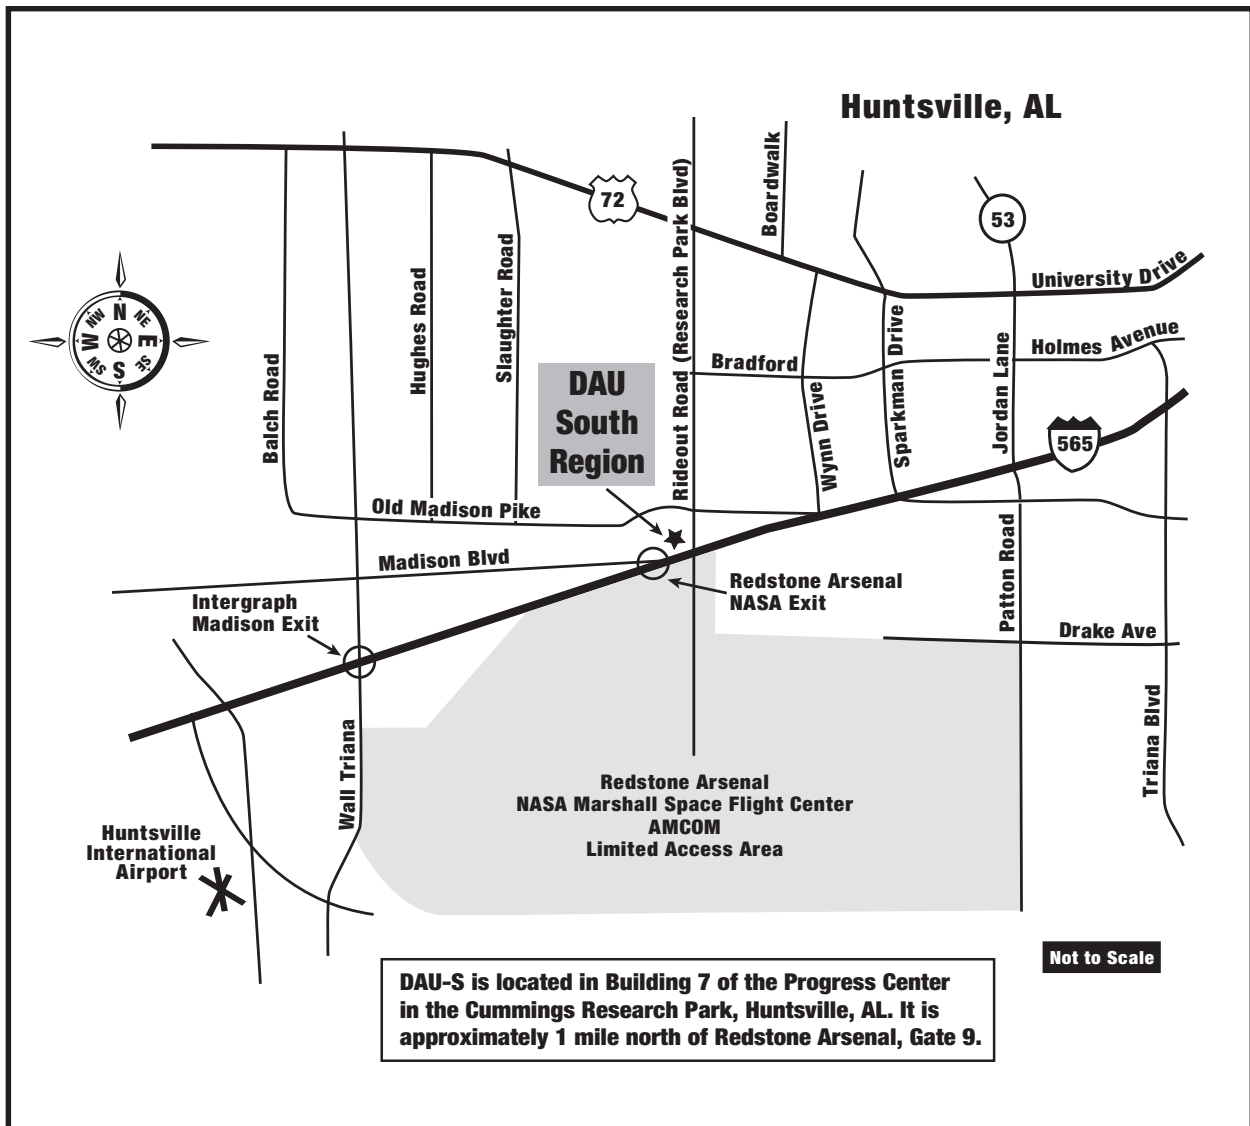 Huntsville, AL
72
53
Boardwalk
Rideout Road (Research Park Blvd)
University Drive
Holmes Avenue
Bradford
Balch Road
Hughes Road
Slaughter Road
Wynn Drive
Sparkman Drive
Jordan Lane
565
N
NE
E
SE
S
SW
W
NW
DAU
South
Region
Old Madison Pike
Madison Blvd
Redstone Arsenal
NASA Exit
Intergraph
Madison Exit
Patton Road
Drake Ave
Triana Blvd
Wall Triana
Redstone Arsenal
NASA Marshall Space Flight Center
AMCOM
Limited Access Area
Huntsville
International
Airport
Not to Scale
DAU-S is located in Building 7 of the Progress Center
in the Cummings Research Park, Huntsville, AL. It is
approximately 1 mile north of Redstone Arsenal, Gate 9.